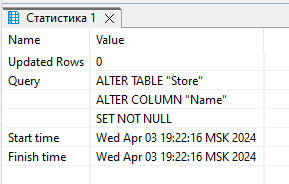 Статистика 1
Name Value
Updated Rows 0
Query ALTER TABLE "Store"
ALTER COLUMN "Name"
SET NOT NULL
Start time Wed Apr 03 19:22:16 MSK 2024
Finish time Wed Apr 03 19:22:16 MSK 2024